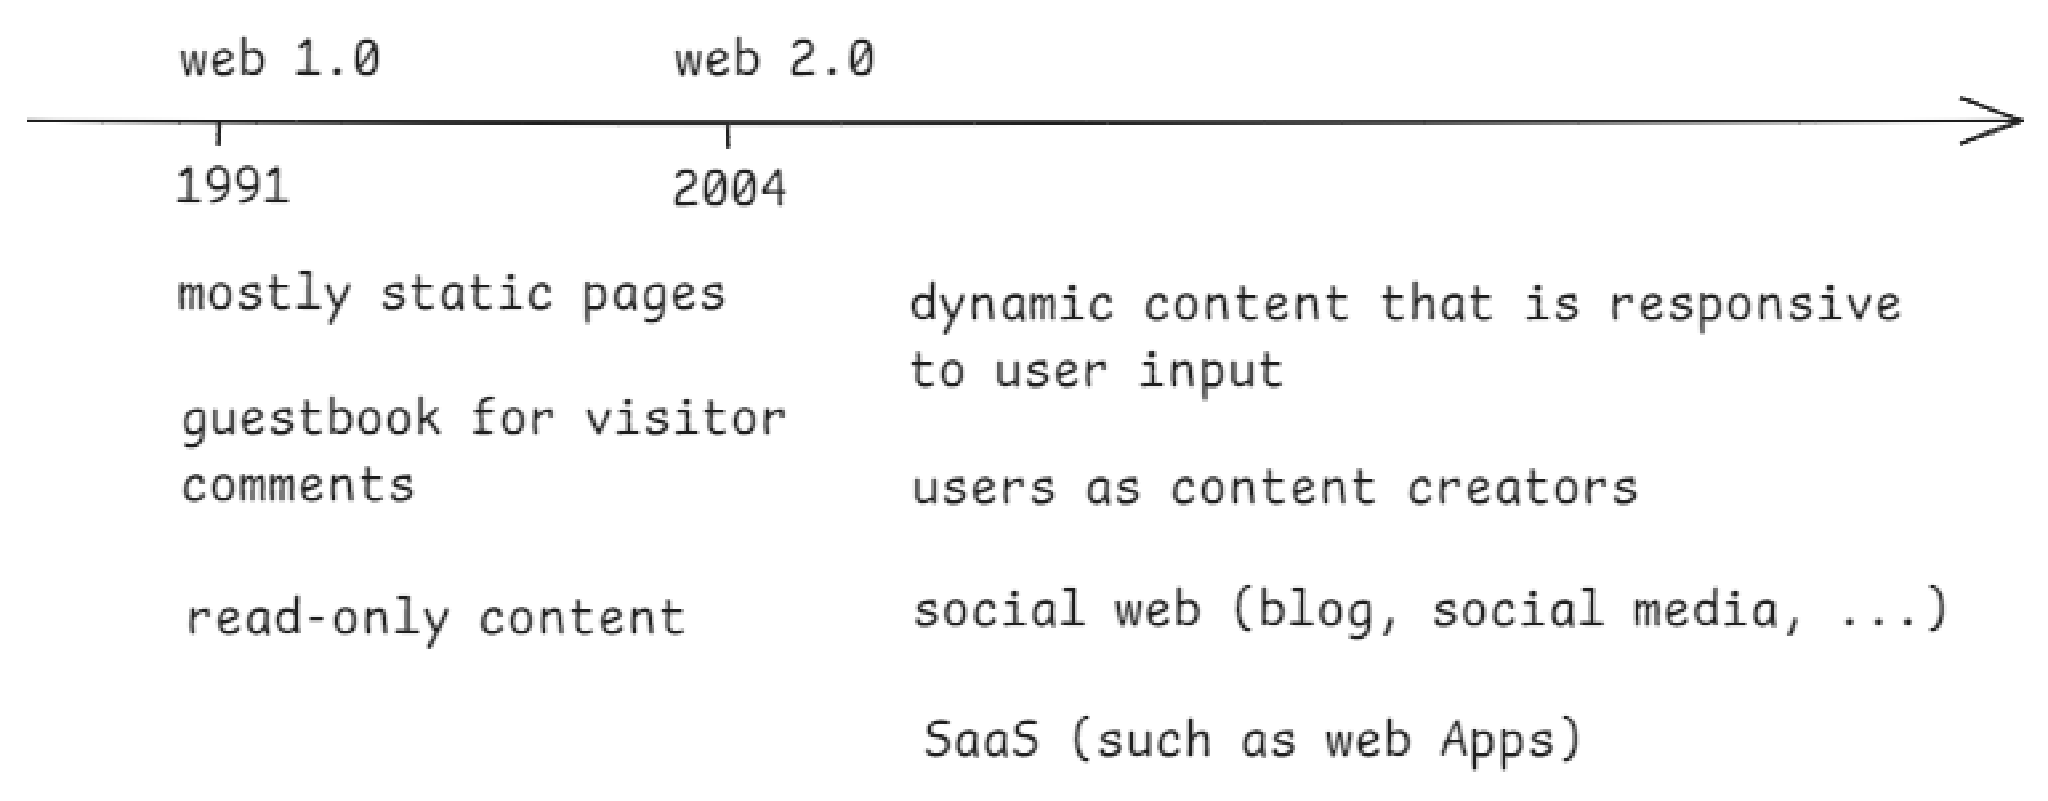 web 1.0
web 2.0
1991
2004
mostly static pages
guestbook for visitor
comments
read-only content
dynamic content that is responsive
to user input
users as content creators
social web (blog, social media, ...)
SaaS (such as web Apps)